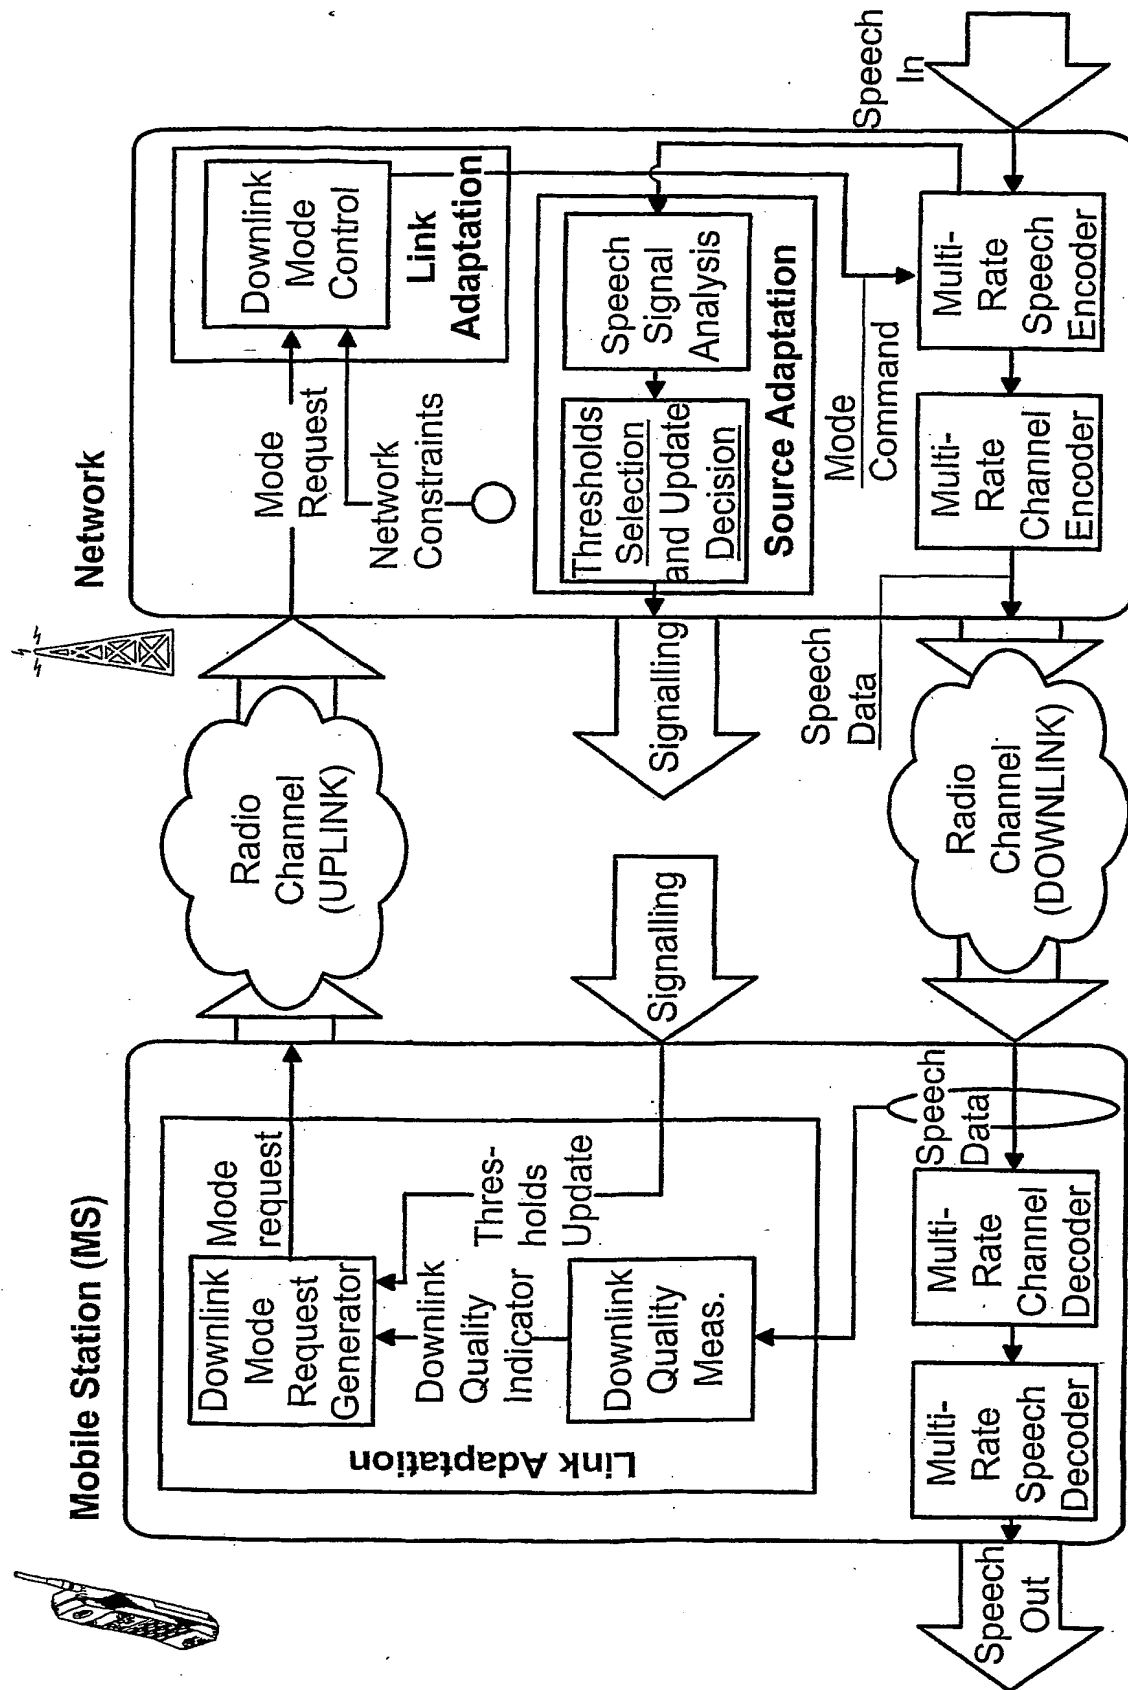 Mobile Station (MS)
Network
Link Adaptation
Downlink
Mode
Request
Generator
Mode
request
Downlink
Quality
Indicator
Thres-
holds
Update
Downlink
Quality
Meas.
Speech
Data
Multi-
Rate
Channel
Decoder
Multi-
Rate
Speech
Decoder
Speech
Out
Radio
Channel
(UPLINK)
Signalling
Signalling
Radio
Channel
(DOWNLINK)
Mode
Request
Network
Constraints
Downlink
Mode
Control
Link
Adaptation
Thresholds
Selection
and Update
Decision
Speech
Signal
Analysis
Source Adaptation
Mode
Command
Speech
Data
Multi-
Rate
Channel
Encoder
Multi-
Rate
Speech
Encoder
Speech
In